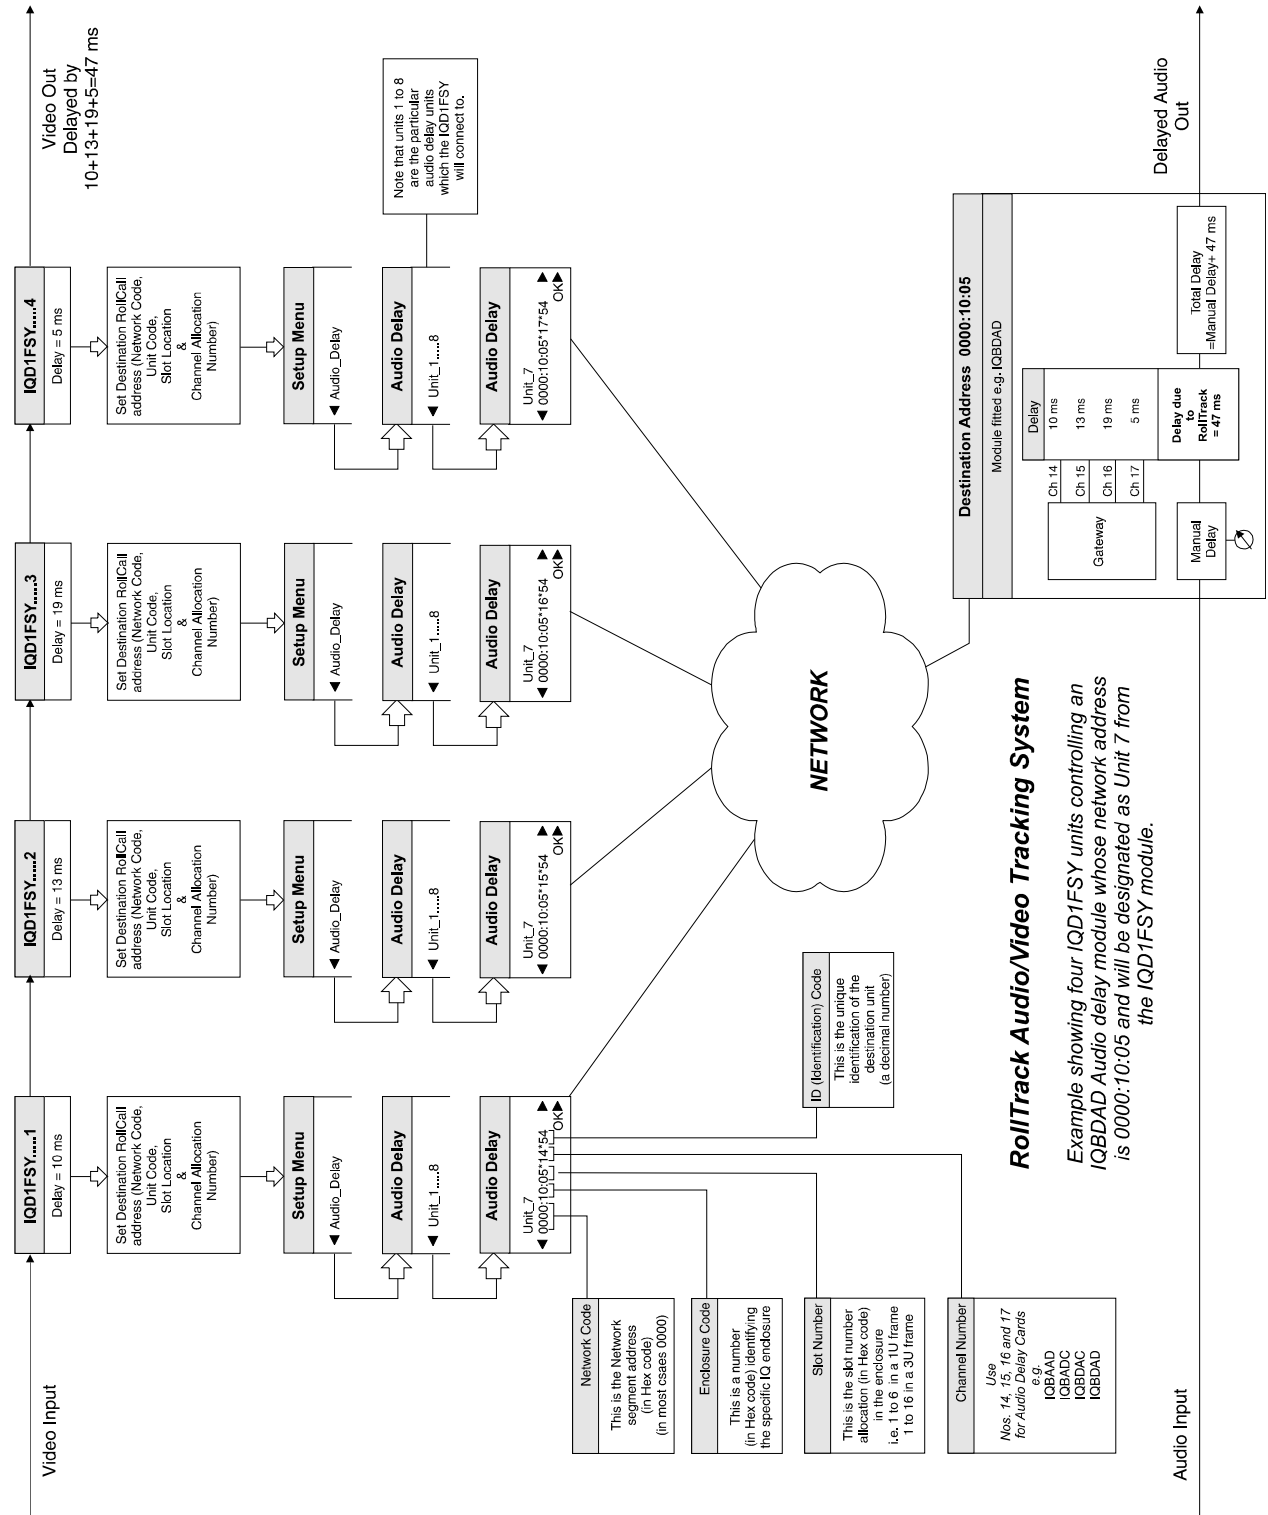 Video Input
IQD1FSY.....1
Delay = 10 ms
Set Destination RollCall
address (Network Code,
Unit Code,
Slot Location
&
Channel Allocation
Number)
Setup Menu
◀ Audio_Delay
Audio Delay
◀ Unit_1.....8
Audio Delay
Unit_7
◀ 0000:10:05*14*54 ▶
OK▶
IQD1FSY.....2
Delay = 13 ms
Set Destination RollCall
address (Network Code,
Unit Code,
Slot Location
&
Channel Allocation
Number)
Setup Menu
◀ Audio_Delay
Audio Delay
◀ Unit_1.....8
Audio Delay
Unit_7
◀ 0000:10:05*15*54 ▶
OK▶
IQD1FSY.....3
Delay = 19 ms
Set Destination RollCall
address (Network Code,
Unit Code,
Slot Location
&
Channel Allocation
Number)
Setup Menu
◀ Audio_Delay
Audio Delay
◀ Unit_1.....8
Audio Delay
Unit_7
◀ 0000:10:05*16*54 ▶
OK▶
IQD1FSY.....4
Delay = 5 ms
Set Destination RollCall
address (Network Code,
Unit Code,
Slot Location
&
Channel Allocation
Number)
Setup Menu
◀ Audio_Delay
Audio Delay
◀ Unit_1.....8
Audio Delay
Unit_7
◀ 0000:10:05*17*54 ▶
OK▶
Video Out
Delayed by
10+13+19+5=47 ms
Note that units 1 to 8
are the particular
audio delay units
which the IQD1FSY
will connect to.
Network Code
This is the Network
segment address
(in Hex code)
(in most csaes 0000)
Enclosure Code
This is a number
(in Hex code) identifying
the specific IQ enclosure
Slot Number
This is the slot number
allocation (in Hex code)
in the enclosure
i.e. 1 to 6 in a 1U frame
1 to 16 in a 3U frame
Channel Number
Use
Nos. 14, 15, 16 and 17
for Audio Delay Cards
e.g.
IQBAAD
IQBADC
IQBDAC
IQBDAD
ID (Identification) Code
This is the unique
identification of the
destination unit
(a decimal number)
NETWORK
RollTrack Audio/Video Tracking System
Example showing four IQD1FSY units controlling an
IQBDAD Audio delay module whose network address
is 0000:10:05 and will be designated as Unit 7 from
the IQD1FSY module.
Destination Address 0000:10:05
Module fitted e.g. IQBDAD
Gateway
Ch 14
Ch 15
Ch 16
Ch 17
Delay
10 ms
13 ms
19 ms
5 ms
Manual
Delay
Delay due
to
RollTrack
= 47 ms
Total Delay
=Manual Delay+ 47 ms
Audio Input
Delayed Audio
Out